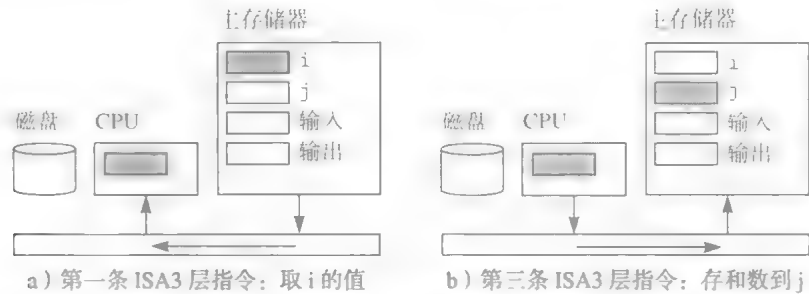 主存储器
i
j
磁盘
CPU
输入
输出
a）第一条 ISA3 层指令：取 i 的值
主存储器
i
j
磁盘
CPU
输入
输出
b）第三条 ISA3 层指令：存和数到 j